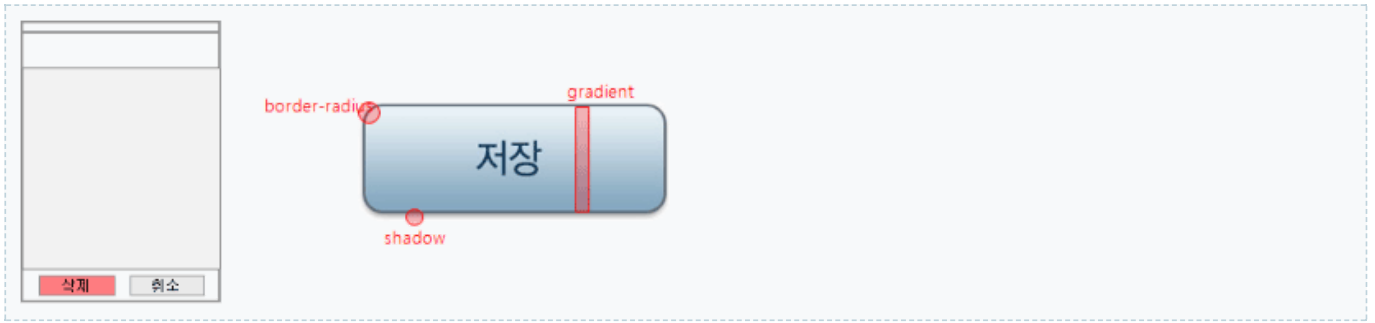 gradient
border-radius
저장
shadow
삭제
취소